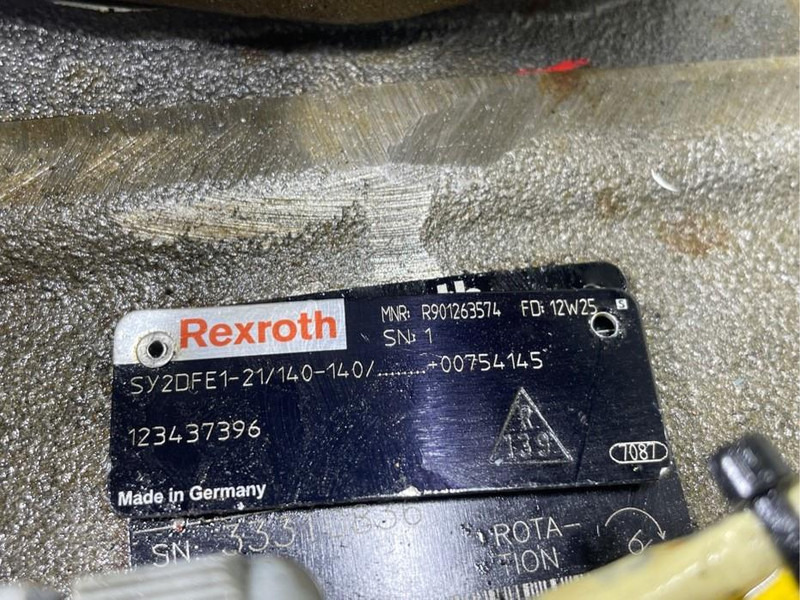 Rexroth
MNR: R901263574 FD: 12W25 S
SN: 1
SY2DFE1-21/140-140/.......+00754145
123437396
R
139
7087
Made in Germany
SN:
ROTA-
TION